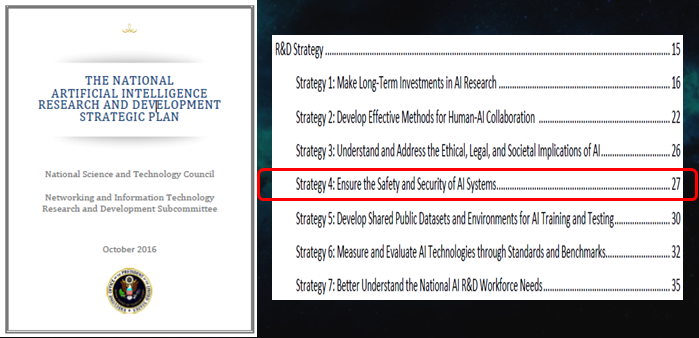 THE NATIONAL
ARTIFICIAL INTELLIGENCE
RESEARCH AND DEVELOPMENT
STRATEGIC PLAN
National Science and Technology Council
Networking and Information Technology
Research and Development Subcommittee
October 2016
R&D Strategy 15
Strategy 1: Make Long-Term Investments in AI Research 16
Strategy 2: Develop Effective Methods for Human-AI Collaboration 22
Strategy 3: Understand and Address the Ethical, Legal, and Societal Implications of AI 26
Strategy 4: Ensure the Safety and Security of AI Systems 27
Strategy 5: Develop Shared Public Datasets and Environments for AI Training and Testing 30
Strategy 6: Measure and Evaluate AI Technologies through Standards and Benchmarks 32
Strategy 7: Better Understand the National AI R&D Workforce Needs 35